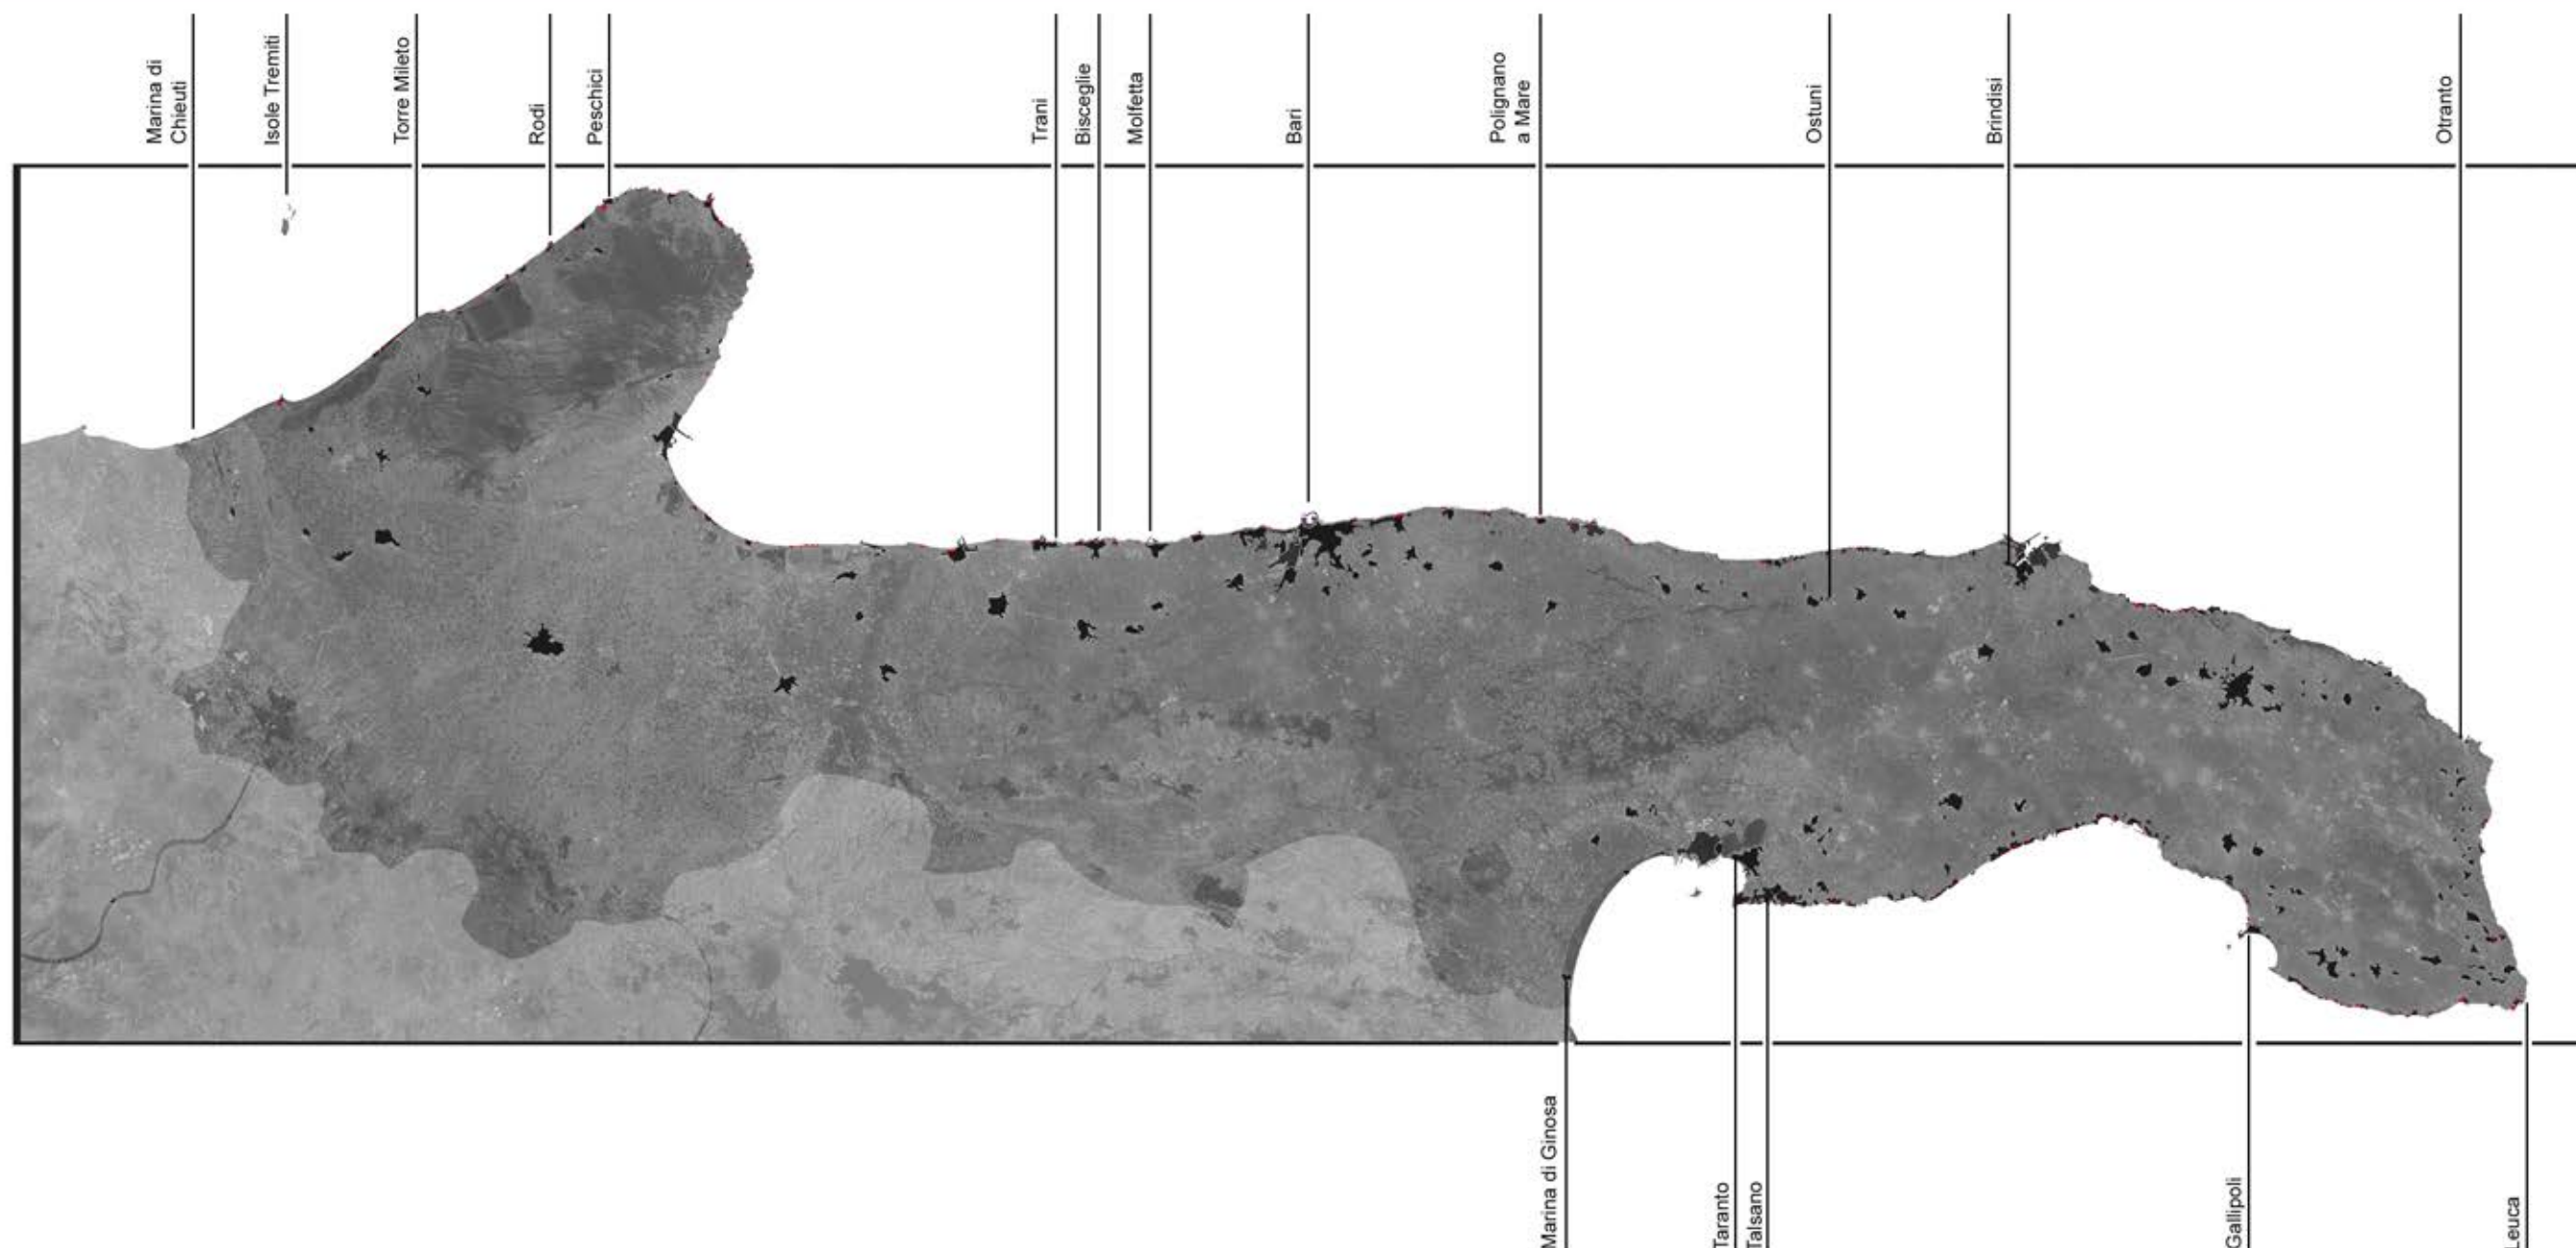 Marina di
Chieuti
Isole Tremiti
Torre Mileto
Rodi
Peschici
Trani
Bisceglie
Molfetta
Bari
Polignano
a Mare
Ostuni
Brindisi
Otranto
Marina di Ginosa
Taranto
Talsano
Gallipoli
Leuca